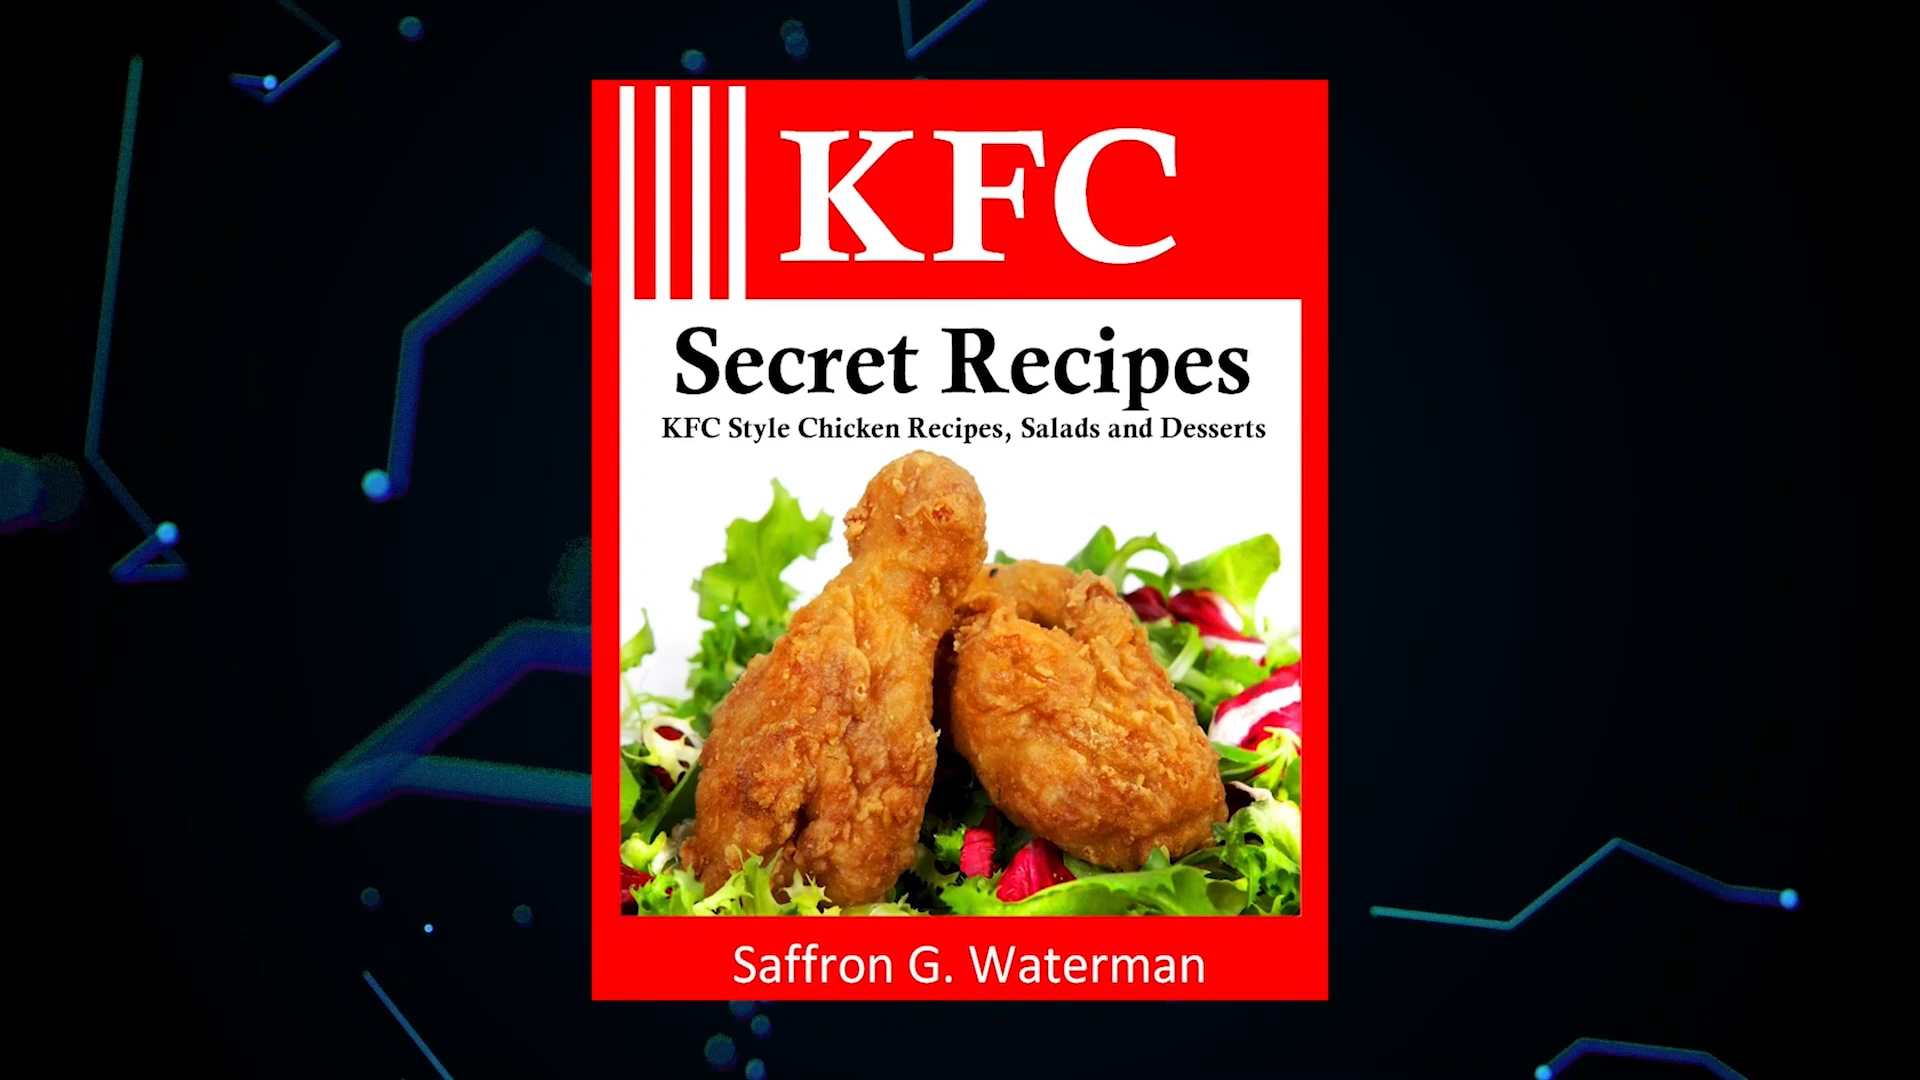 KFC
Secret Recipes
KFC Style Chicken Recipes, Salads and Desserts
Saffron G. Waterman